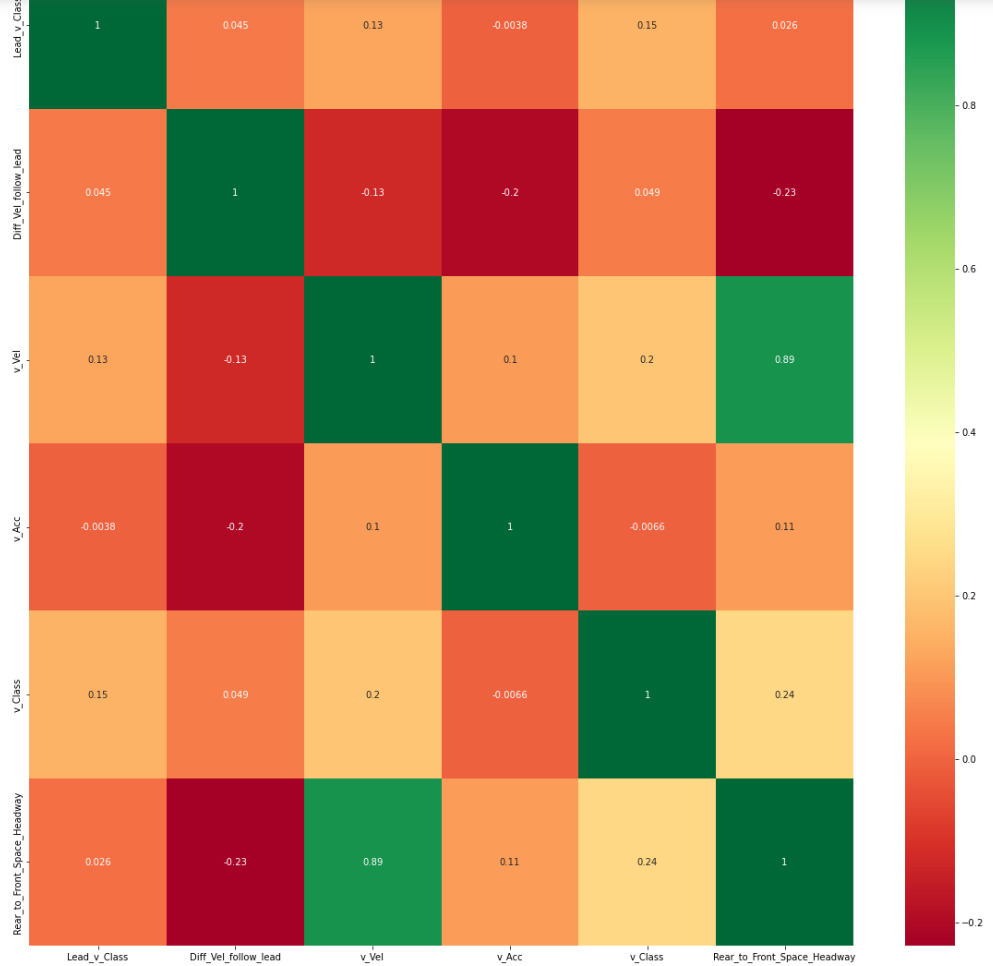 Lead_v_Class 1 0.045 0.13 -0.0038 0.15 0.026
Diff_Vel_follow_lead 0.045 1 -0.13 -0.2 0.049 -0.23
v_Vel 0.13 -0.13 1 0.1 0.2 0.89
v_Acc -0.0038 -0.2 0.1 1 -0.0066 0.11
v_Class 0.15 0.049 0.2 -0.0066 1 0.24
Rear_to_Front_Space_Headway 0.026 -0.23 0.89 0.11 0.24 1
Lead_v_Class Diff_Vel_follow_lead v_Vel v_Acc v_Class Rear_to_Front_Space_Headway
0.8
0.6
0.4
0.2
0.0
−0.2